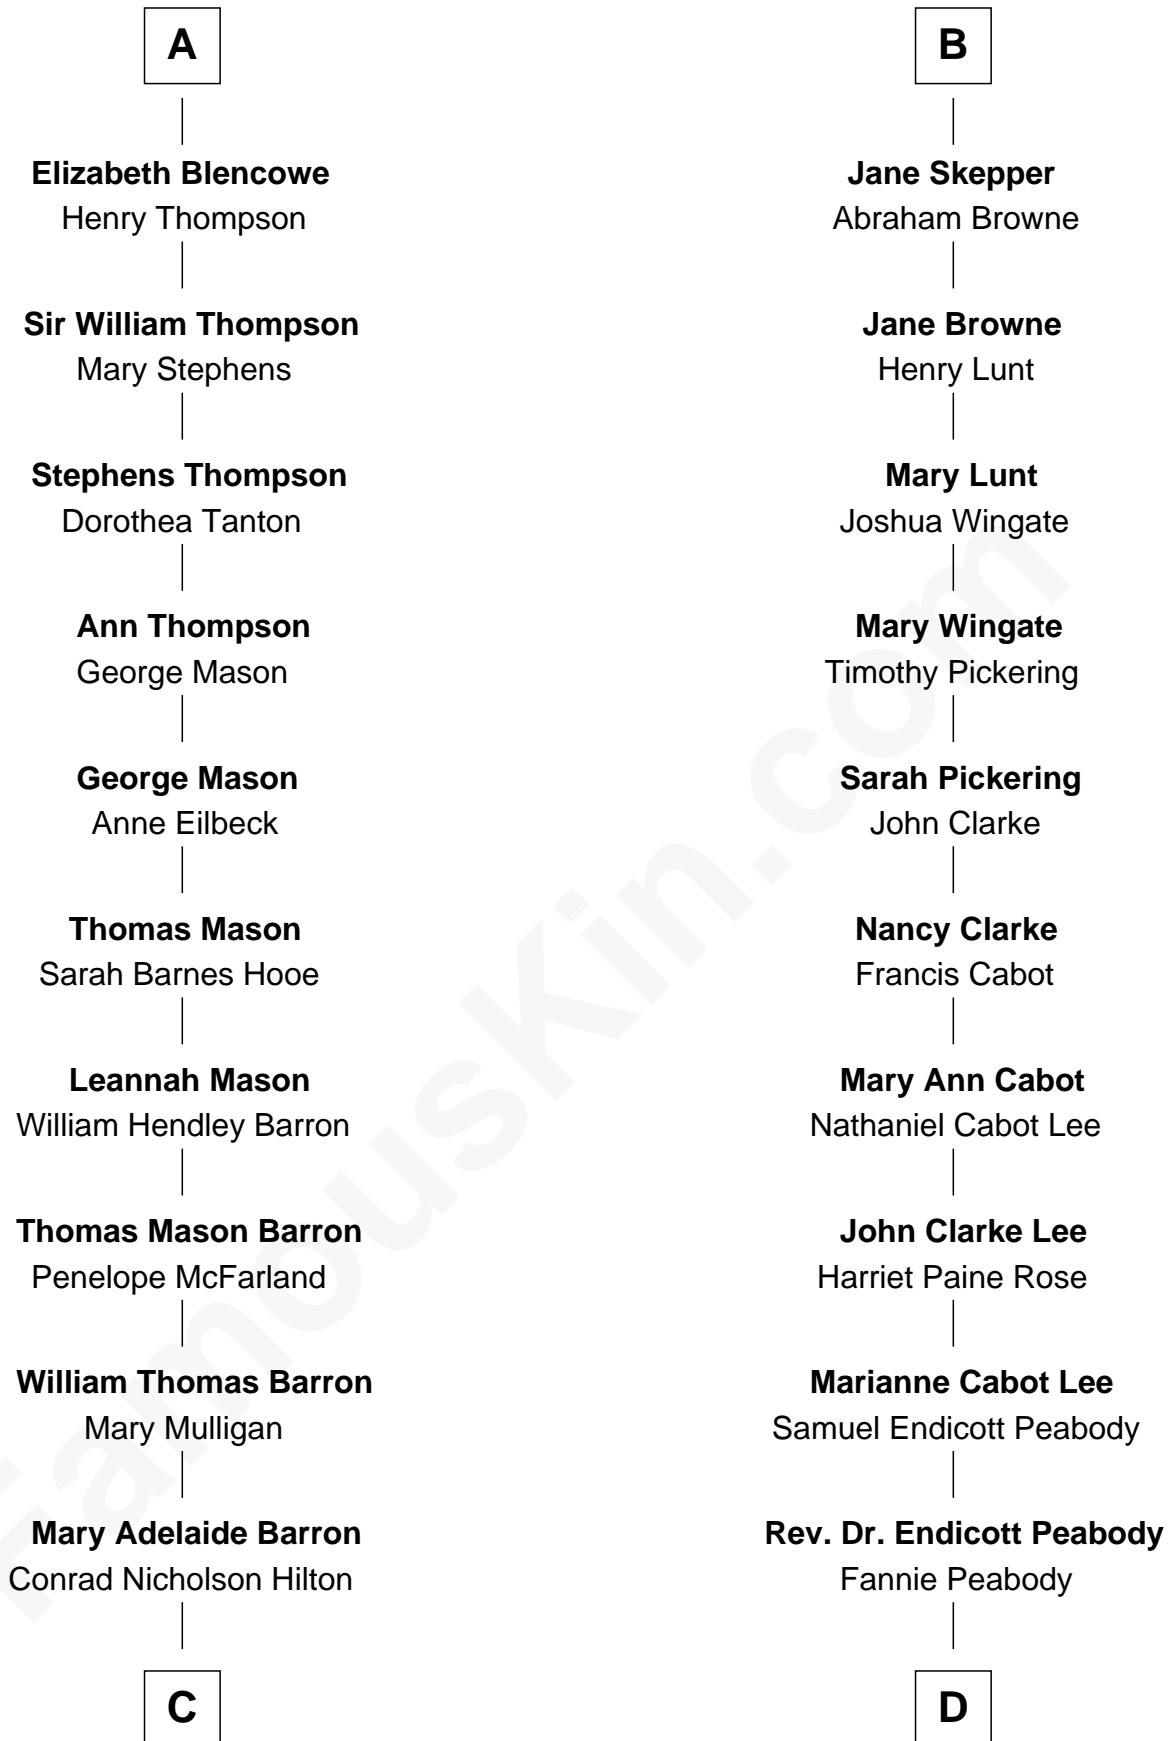 A
Elizabeth Blencowe
Henry Thompson
Sir William Thompson
Mary Stephens
Stephens Thompson
Dorothea Tanton
Ann Thompson
George Mason
George Mason
Anne Eilbeck
Thomas Mason
Sarah Barnes Hooe
Leannah Mason
William Hendley Barron
Thomas Mason Barron
Penelope McFarland
William Thomas Barron
Mary Mulligan
Mary Adelaide Barron
Conrad Nicholson Hilton
C
B
Jane Skepper
Abraham Browne
Jane Browne
Henry Lunt
Mary Lunt
Joshua Wingate
Mary Wingate
Timothy Pickering
Sarah Pickering
John Clarke
Nancy Clarke
Francis Cabot
Mary Ann Cabot
Nathaniel Cabot Lee
John Clarke Lee
Harriet Paine Rose
Marianne Cabot Lee
Samuel Endicott Peabody
Rev. Dr. Endicott Peabody
Fannie Peabody
D
FamousKin.com